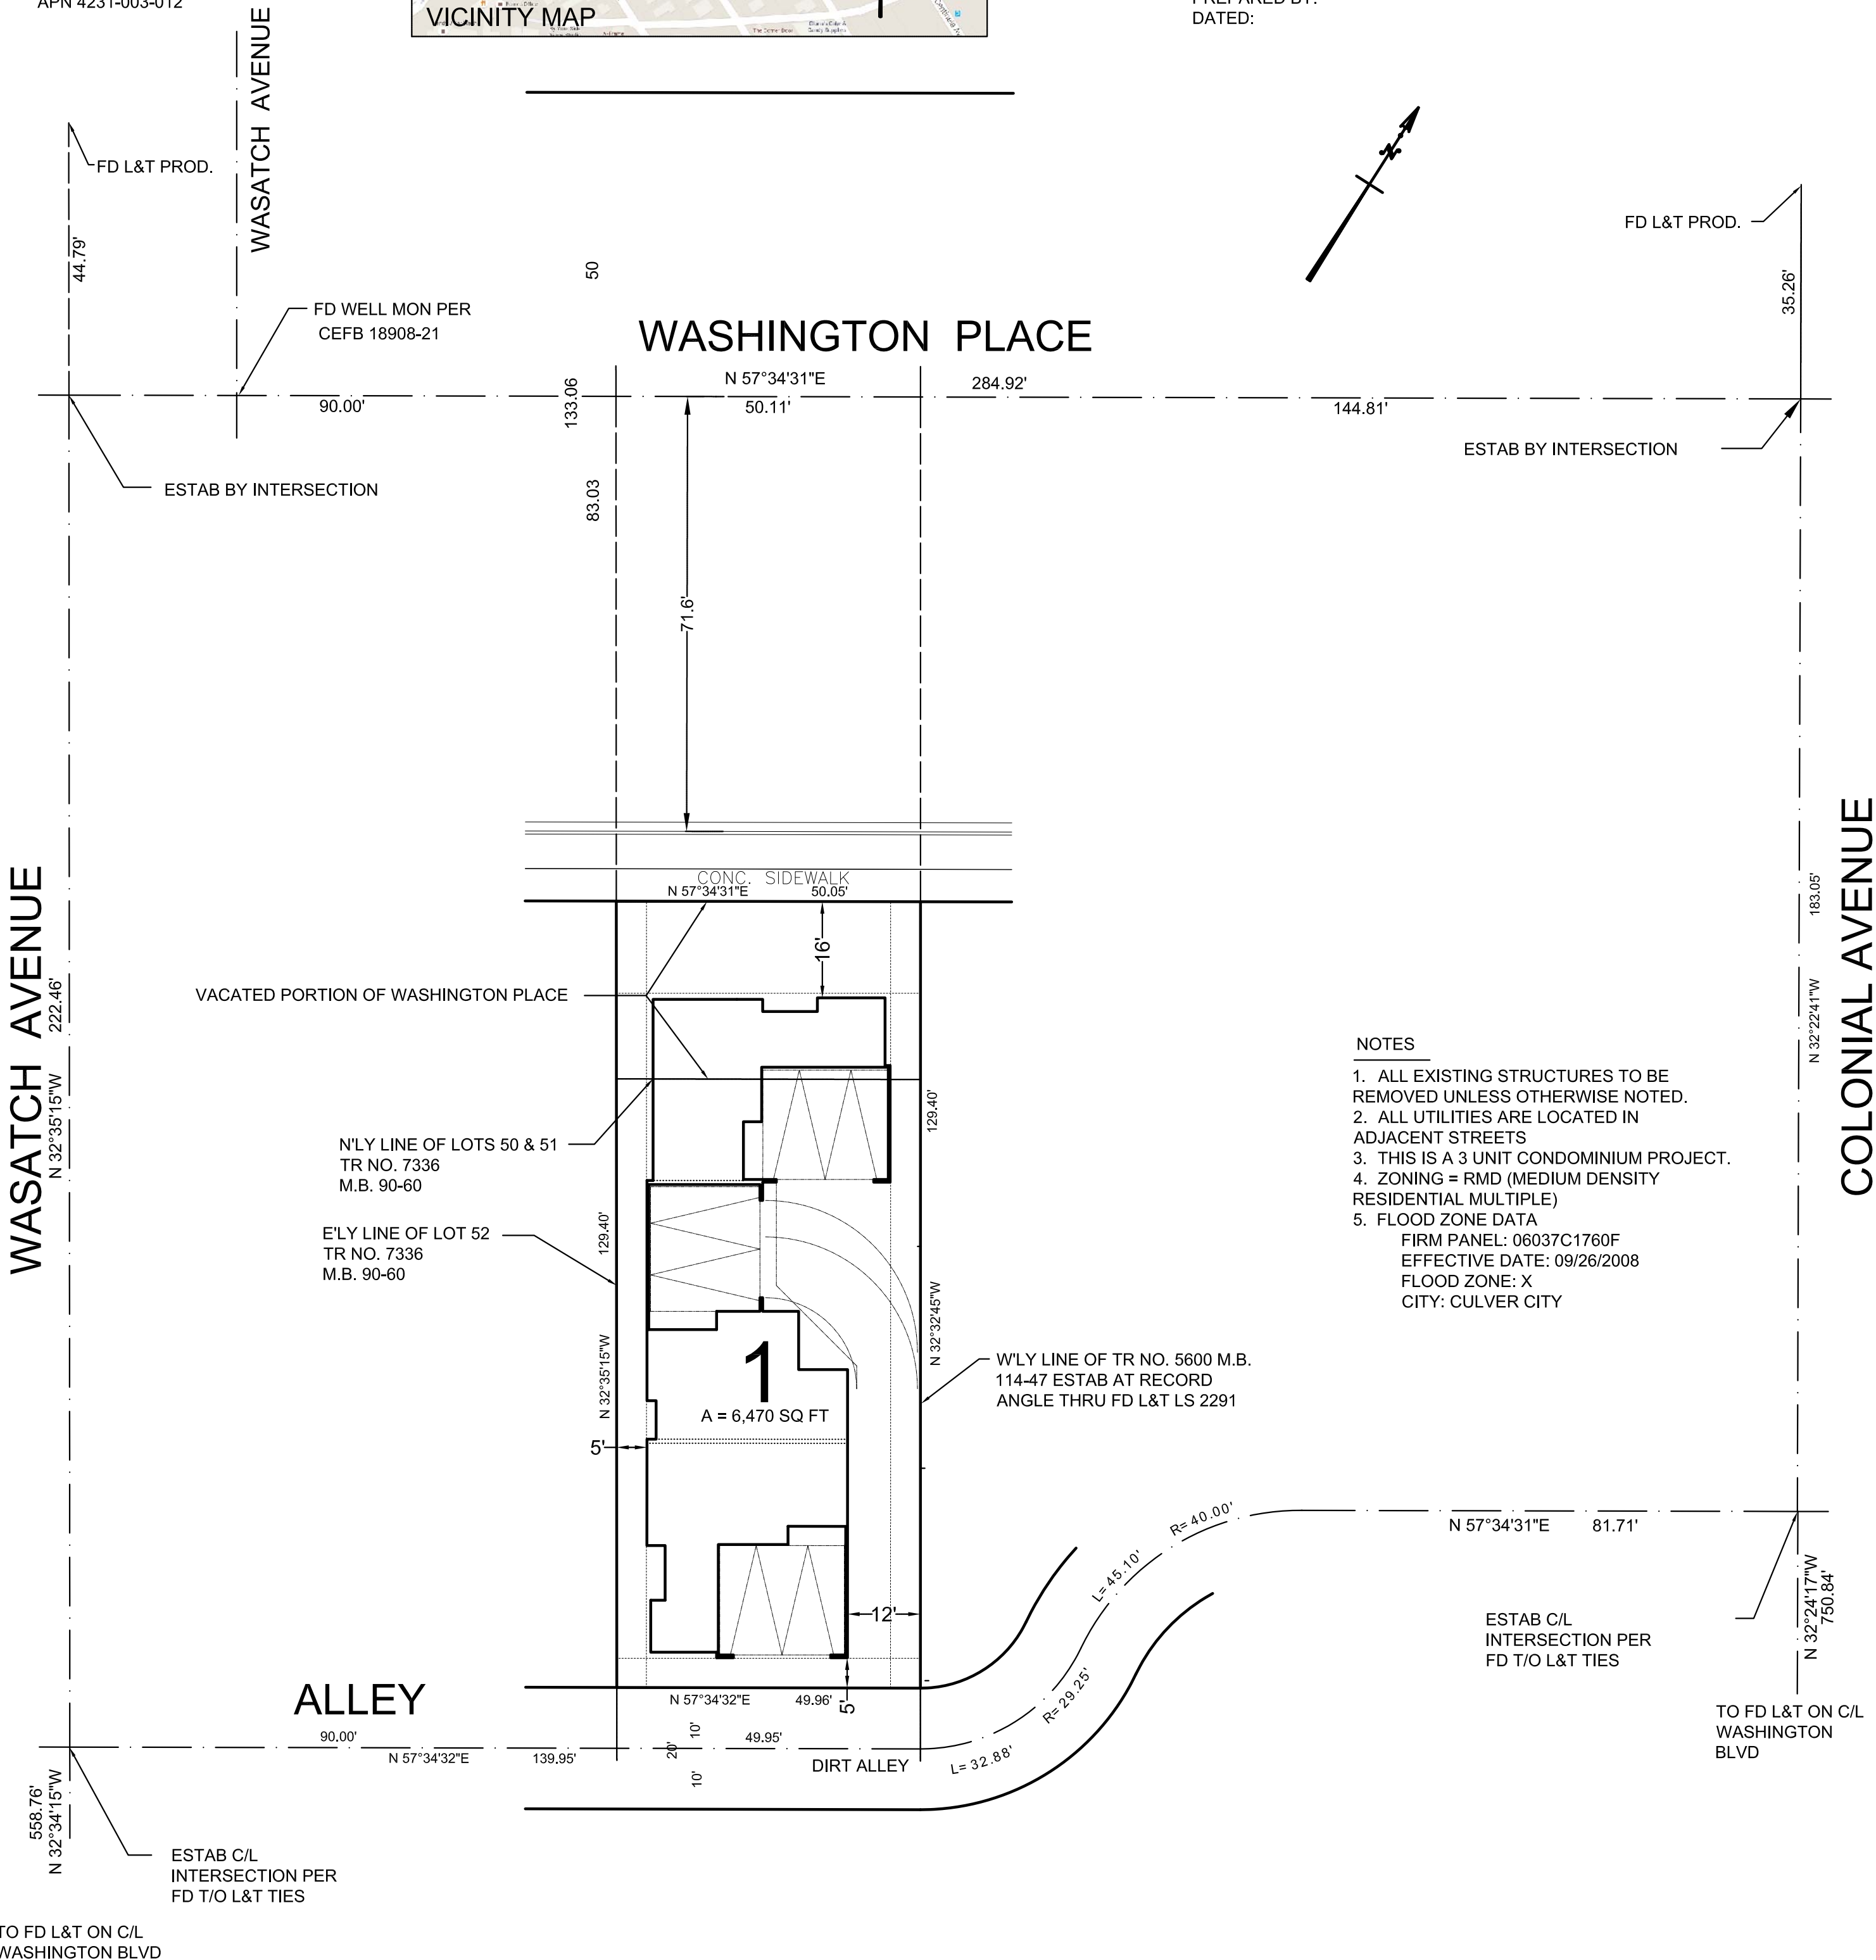 APN 4231-003-012
VICINITY MAP
PREPARED BY:
DATED:
WASATCH AVENUE
FD L&T PROD.
44.79'
FD WELL MON PER
CEFB 18908-21
50
WASHINGTON PLACE
N
FD L&T PROD.
35.26'
90.00'
133.06
N 57°34'31"E
50.11'
284.92'
144.81'
ESTAB BY INTERSECTION
ESTAB BY INTERSECTION
83.03
71.6'
CONC. SIDEWALK
N 57°34'31"E 50.05'
16'
WASATCH AVENUE
222.46'
N 32°35'15"W
VACATED PORTION OF WASHINGTON PLACE
N'LY LINE OF LOTS 50 & 51
TR NO. 7336
M.B. 90-60
E'LY LINE OF LOT 52
TR NO. 7336
M.B. 90-60
129.40'
N 32°35'15"W
129.40'
N 32°32'45"W
1
A = 6,470 SQ FT
5'
12'
5'
W'LY LINE OF TR NO. 5600 M.B.
114-47 ESTAB AT RECORD
ANGLE THRU FD L&T LS 2291
NOTES
1. ALL EXISTING STRUCTURES TO BE
REMOVED UNLESS OTHERWISE NOTED.
2. ALL UTILITIES ARE LOCATED IN
ADJACENT STREETS
3. THIS IS A 3 UNIT CONDOMINIUM PROJECT.
4. ZONING = RMD (MEDIUM DENSITY
RESIDENTIAL MULTIPLE)
5. FLOOD ZONE DATA
FIRM PANEL: 06037C1760F
EFFECTIVE DATE: 09/26/2008
FLOOD ZONE: X
CITY: CULVER CITY
COLONIAL AVENUE
183.05'
N 32°22'41"W
R= 40.00'
L= 45.10'
N 57°34'31"E 81.71'
R= 29.25'
L= 32.88'
ESTAB C/L
INTERSECTION PER
FD T/O L&T TIES
N 32°24'17"W
750.84'
TO FD L&T ON C/L
WASHINGTON
BLVD
ALLEY
N 57°34'32"E 49.96'
90.00'
N 57°34'32"E
139.95'
20'
10'
10'
49.95'
DIRT ALLEY
558.76'
N 32°34'15"W
ESTAB C/L
INTERSECTION PER
FD T/O L&T TIES
TO FD L&T ON C/L
WASHINGTON BLVD